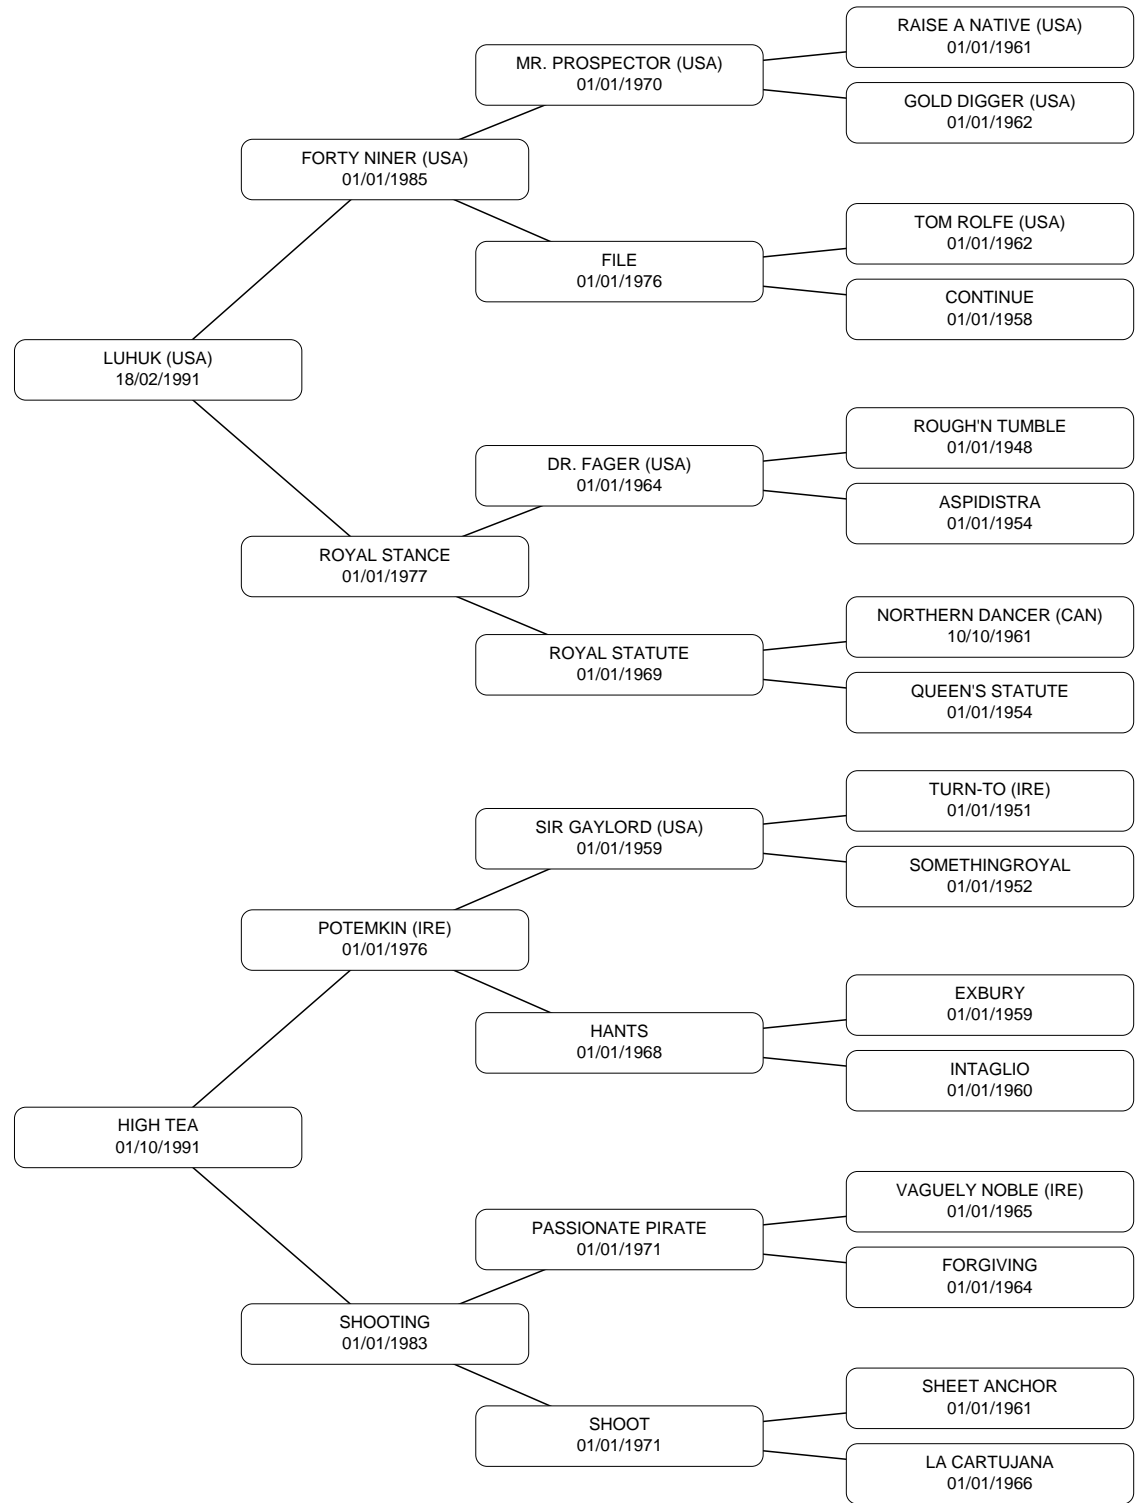 RAISE A NATIVE (USA)
01/01/1961
MR. PROSPECTOR (USA)
01/01/1970
GOLD DIGGER (USA)
01/01/1962
FORTY NINER (USA)
01/01/1985
TOM ROLFE (USA)
01/01/1962
FILE
01/01/1976
CONTINUE
01/01/1958
LUHUK (USA)
18/02/1991
ROUGH'N TUMBLE
01/01/1948
DR. FAGER (USA)
01/01/1964
ASPIDISTRA
01/01/1954
ROYAL STANCE
01/01/1977
NORTHERN DANCER (CAN)
10/10/1961
ROYAL STATUTE
01/01/1969
QUEEN'S STATUTE
01/01/1954
TURN-TO (IRE)
01/01/1951
SIR GAYLORD (USA)
01/01/1959
SOMETHINGROYAL
01/01/1952
POTEMKIN (IRE)
01/01/1976
EXBURY
01/01/1959
HANTS
01/01/1968
INTAGLIO
01/01/1960
HIGH TEA
01/10/1991
VAGUELY NOBLE (IRE)
01/01/1965
PASSIONATE PIRATE
01/01/1971
FORGIVING
01/01/1964
SHOOTING
01/01/1983
SHEET ANCHOR
01/01/1961
SHOOT
01/01/1971
LA CARTUJANA
01/01/1966